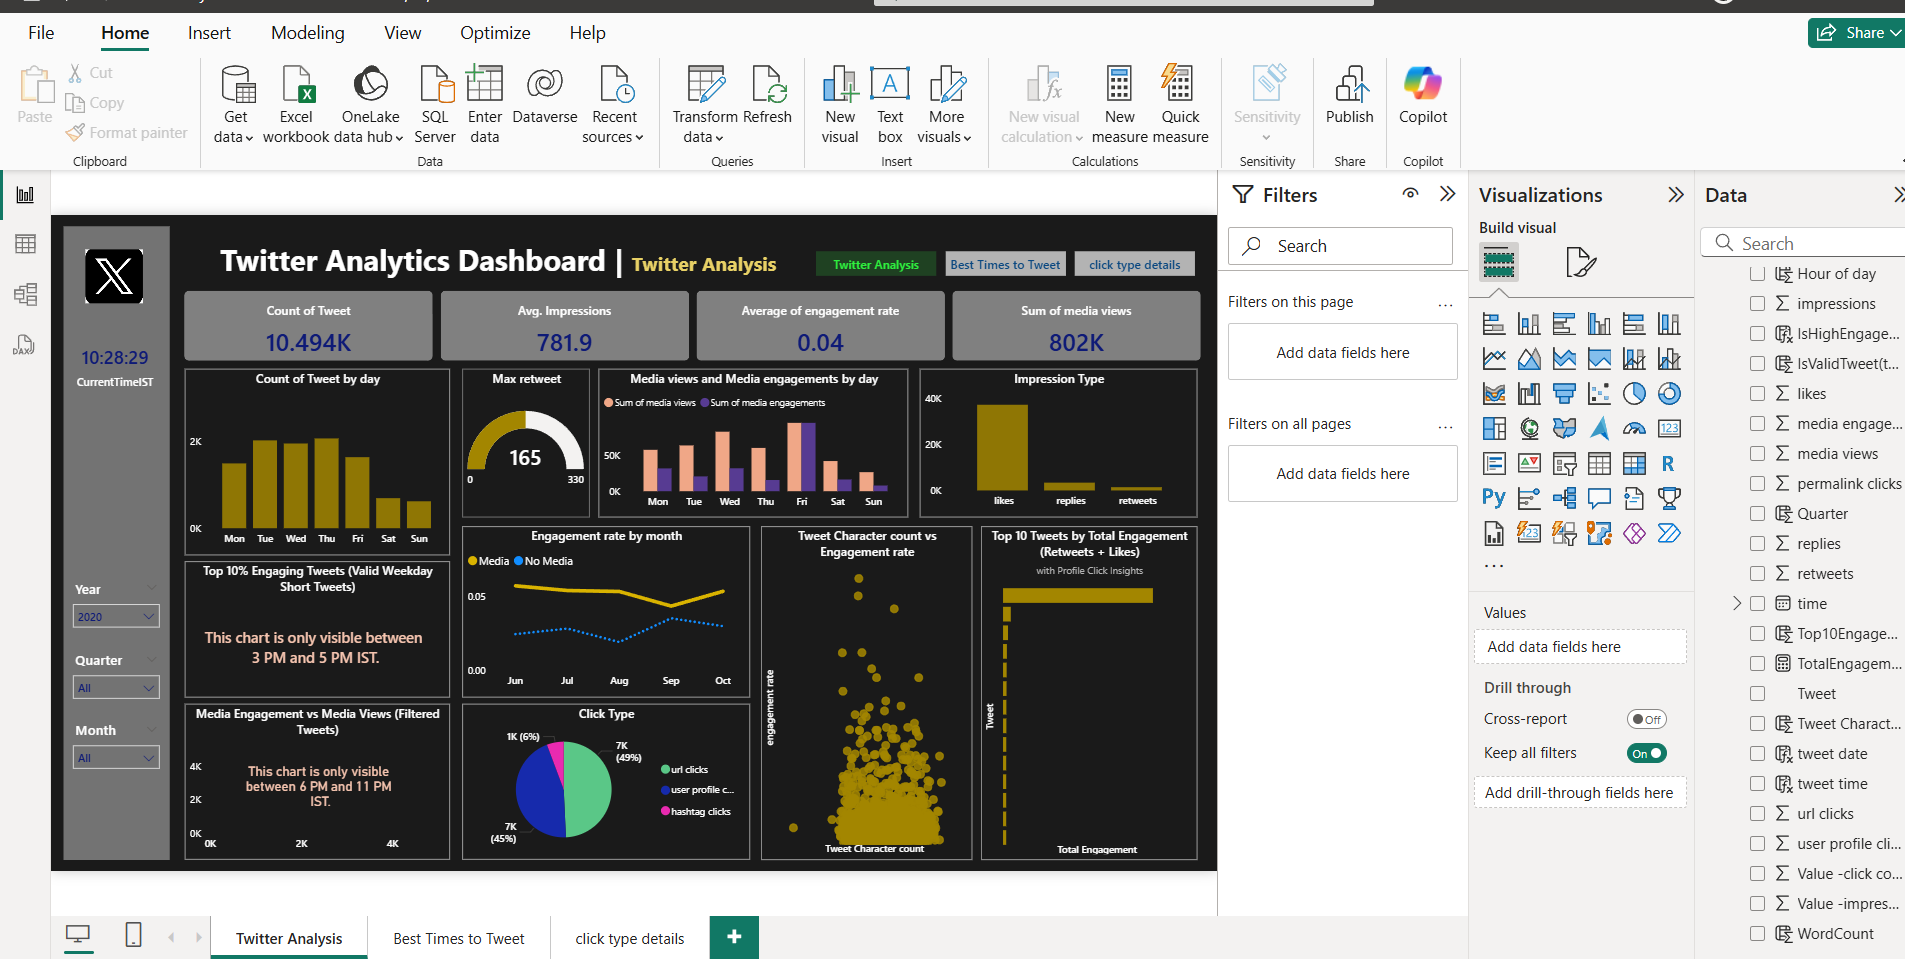 File
Home
Insert
Modeling
View
Optimize
Help
Share
Paste
Cut
Copy
Format painter
Clipboard
Get
data
Excel
workbook
OneLake
data hub
SQL
Server
Enter
data
Dataverse
Recent
sources
Data
Transform
data
Refresh
Queries
New
visual
Text
box
More
visuals
Insert
New visual
calculation
New
measure
Quick
measure
Calculations
Sensitivity
Sensitivity
Publish
Share
Copilot
Copilot
DAX
10:28:29
CurrentTimeIST
Year
2020
Quarter
All
Month
All
Twitter Analytics Dashboard | Twitter Analysis
Twitter Analysis
Best Times to Tweet
click type details
Count of Tweet
10.494K
Avg. Impressions
781.9
Average of engagement rate
0.04
Sum of media views
802K
Count of Tweet by day
2K
0K
Mon Tue Wed Thu Fri Sat Sun
Max retweet
165
0
330
Media views and Media engagements by day
Sum of media views Sum of media engagements
50K
0K
Mon Tue Wed Thu Fri Sat Sun
Impression Type
40K
20K
0K
likes replies retweets
Top 10% Engaging Tweets (Valid Weekday
Short Tweets)
This chart is only visible between
3 PM and 5 PM IST.
Engagement rate by month
Media No Media
0.05
0.00
Jun Jul Aug Sep Oct
Tweet Character count vs
Engagement rate
engagement rate
Tweet Character count
Top 10 Tweets by Total Engagement
(Retweets + Likes)
with Profile Click Insights
Tweet
Total Engagement
Media Engagement vs Media Views (Filtered
Tweets)
4K
2K
0K
This chart is only visible
between 6 PM and 11 PM
IST.
0K 2K 4K
Click Type
1K (6%)
7K
(49%)
7K
(45%)
url clicks
user profile c...
hashtag clicks
Twitter Analysis
Best Times to Tweet
click type details
Filters
Search
Filters on this page
Add data fields here
Filters on all pages
Add data fields here
Visualizations
Build visual
123
R
Py
123
Values
Add data fields here
Drill through
Cross-report
Off
Keep all filters
On
Add drill-through fields here
Data
Search
Hour of day
impressions
IsHighEngage...
IsValidTweet(t...
likes
media engage...
media views
permalink clicks
Quarter
replies
retweets
time
Top10Engage...
TotalEngagem...
Tweet
Tweet Charact...
tweet date
tweet time
url clicks
user profile cli...
Value -click co...
Value -impres...
WordCount